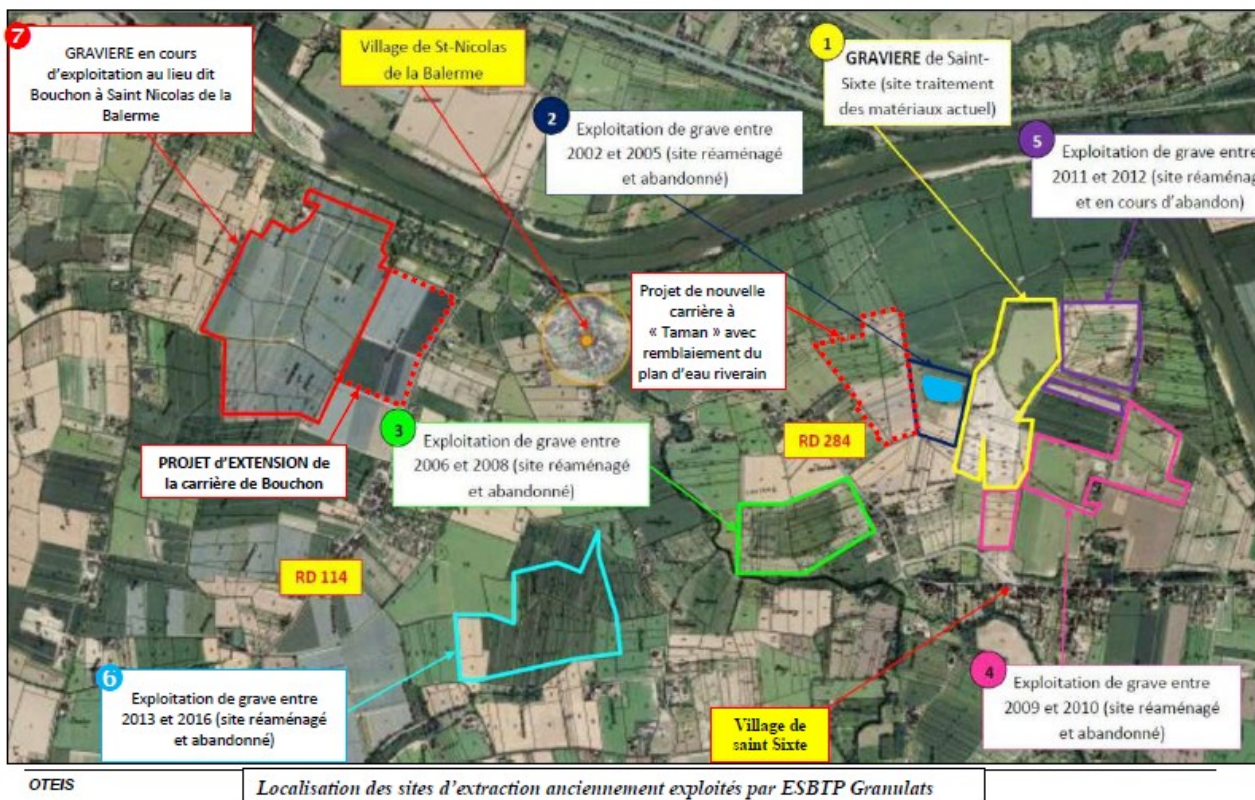 7
GRAVIERE en cours
d'exploitation au lieu dit
Bouchon à Saint Nicolas de la
Balerme
Village de St-Nicolas
de la Balerme
1
GRAVIERE de Saint-
Sixte (site traitement
des matériaux actuel)
2
Exploitation de grave entre
2002 et 2005 (site réaménagé
et abandonné)
5
Exploitation de grave entre
2011 et 2012 (site réaménag
et en cours d'abandon)
Projet de nouvelle
carrière à
« Taman » avec
remblaiement du
plan d'eau riverain
3
Exploitation de grave entre
2006 et 2008 (site réaménagé
et abandonné)
RD 284
PROJET d'EXTENSION de
la carrière de Bouchon
RD 114
6
Exploitation de grave entre
2013 et 2016 (site réaménagé
et abandonné)
4
Exploitation de grave entre
2009 et 2010 (site réaménagé
et abandonné)
Village de
saint Sixte
OTEIS
Localisation des sites d'extraction anciennement exploités par ESBTP Granulats